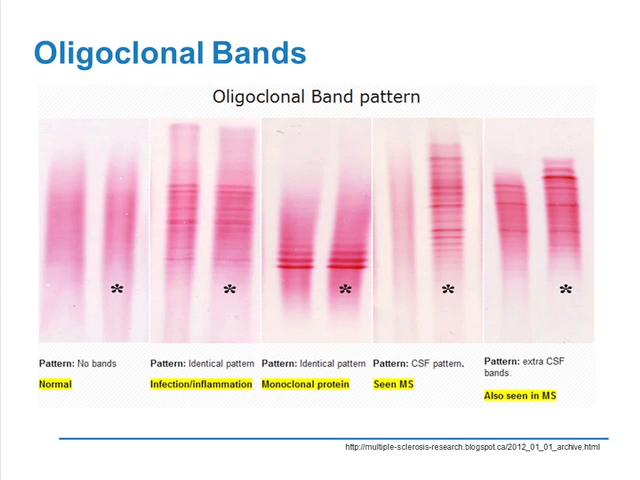 Oligoclonal Bands
Oligoclonal Band pattern
*
*
*
*
*
Pattern: No bands
Normal
Pattern: Identical pattern
Infection/inflammation
Pattern: Identical pattern
Monoclonal protein
Pattern: CSF pattern.
Seen MS
Pattern: extra CSF
bands.
Also seen in MS
http://multiple-sclerosis-research.blogspot.ca/2012_01_01_archive.html